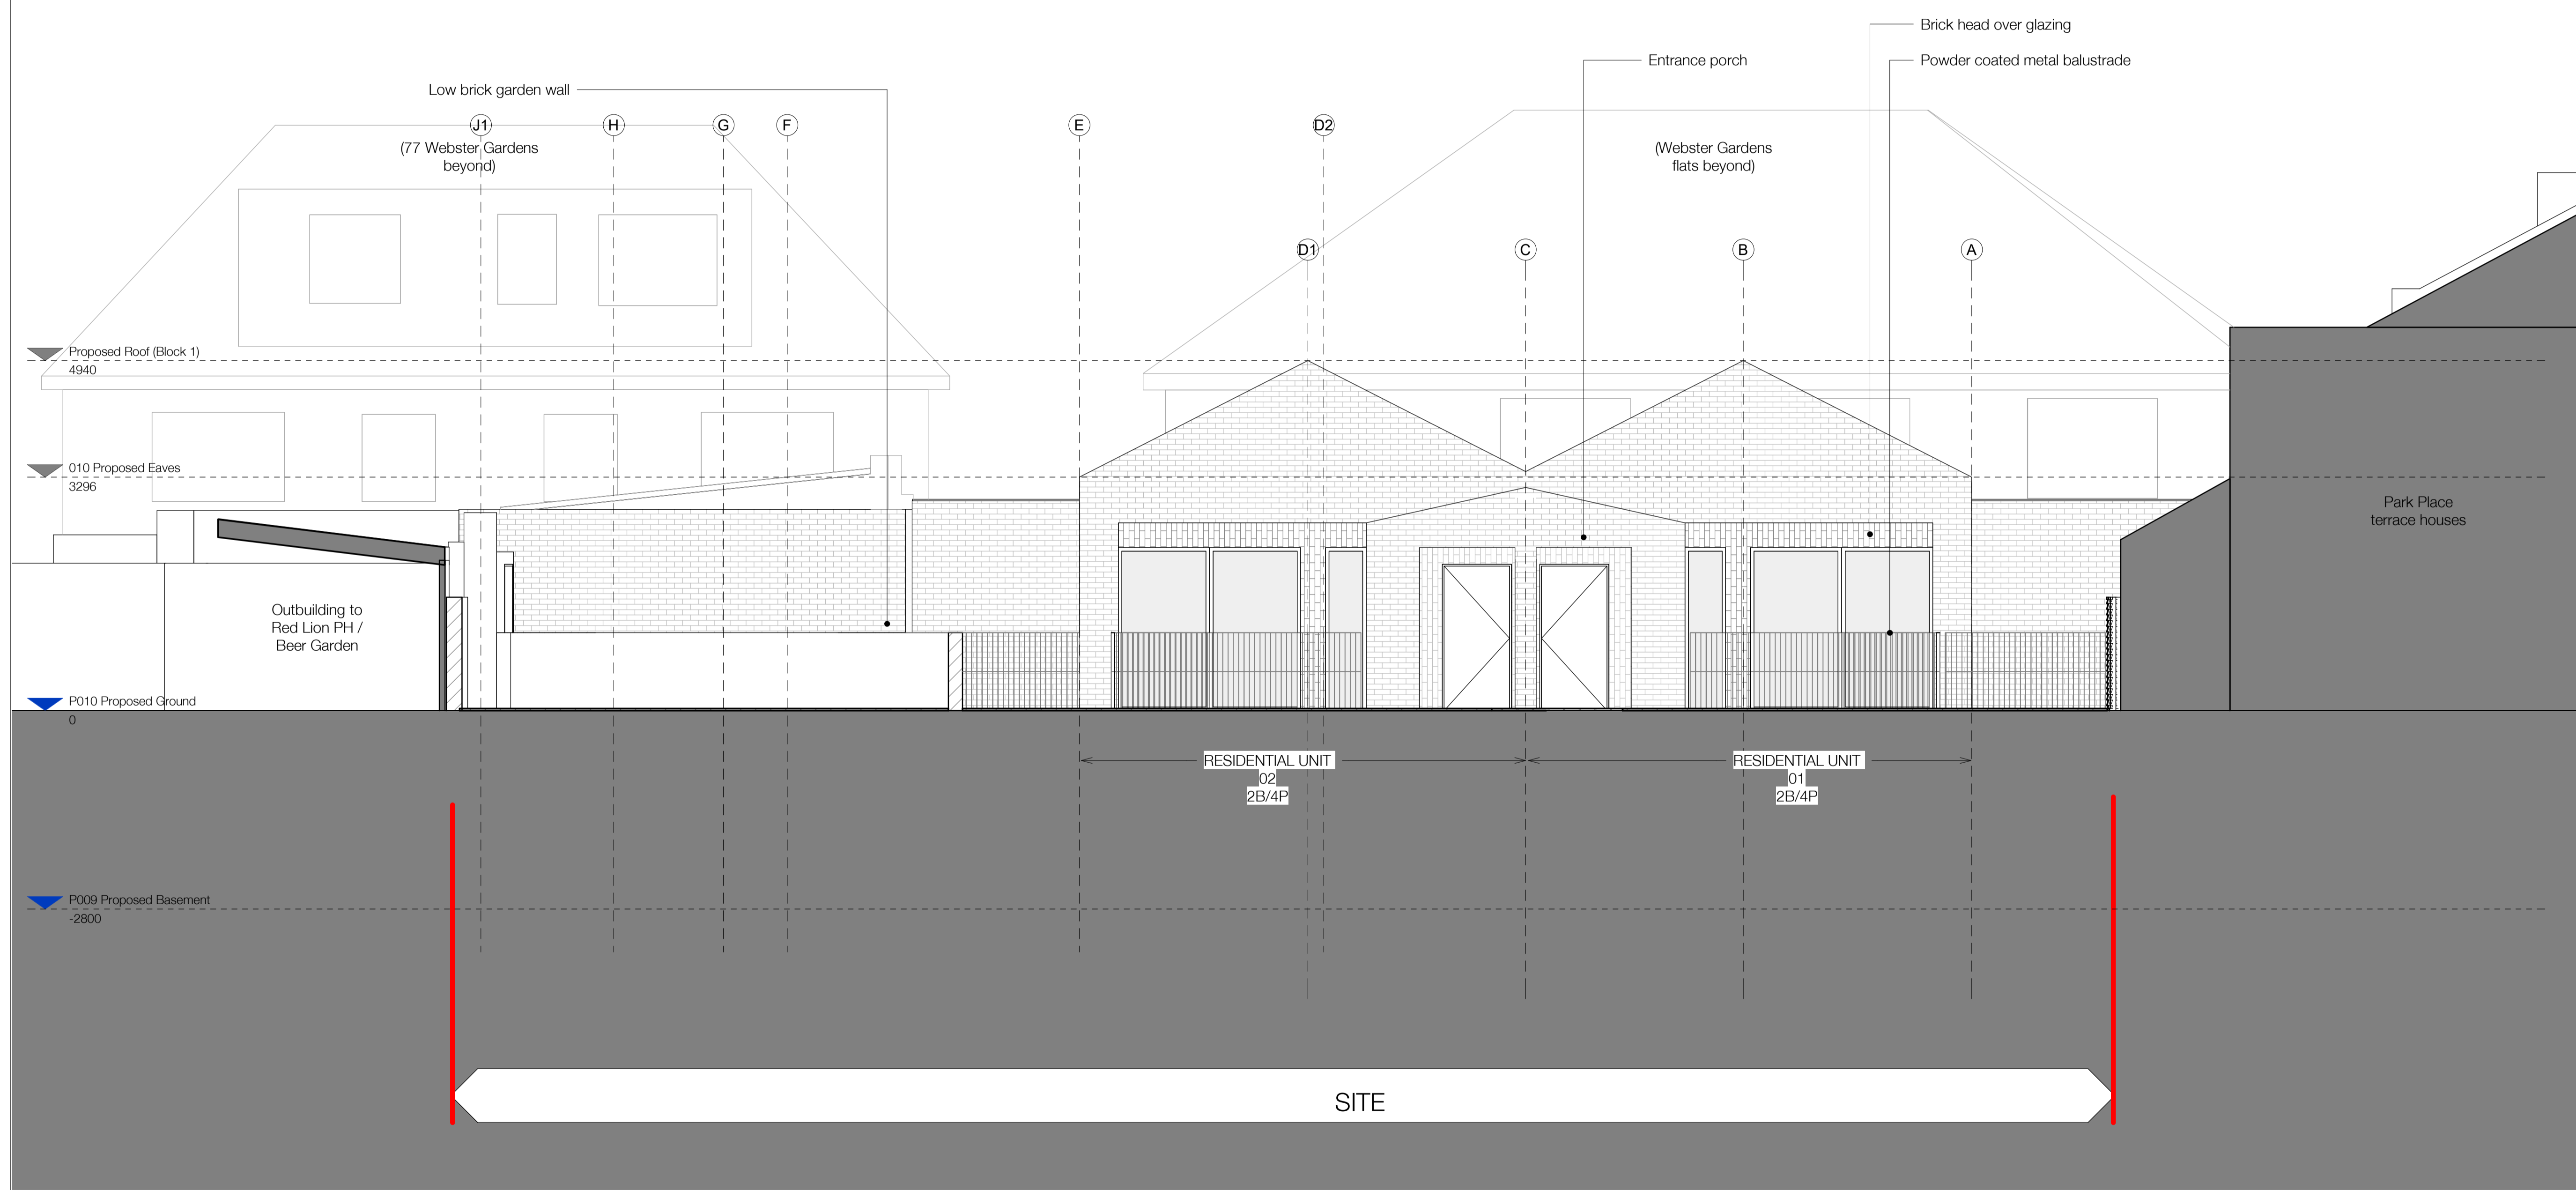 Brick head over glazing
Entrance porch
Powder coated metal balustrade
Low brick garden wall
J1
H
G
F
E
D2
(77 Webster Gardens
beyond)
(Webster Gardens
flats beyond)
D1
C
B
A
Proposed Roof (Block 1)
4940
010 Proposed Eaves
3296
Park Place
terrace houses
Outbuilding to
Red Lion PH /
Beer Garden
P010 Proposed Ground
0
RESIDENTIAL UNIT
02
2B/4P
RESIDENTIAL UNIT
01
2B/4P
P009 Proposed Basement
-2800
SITE